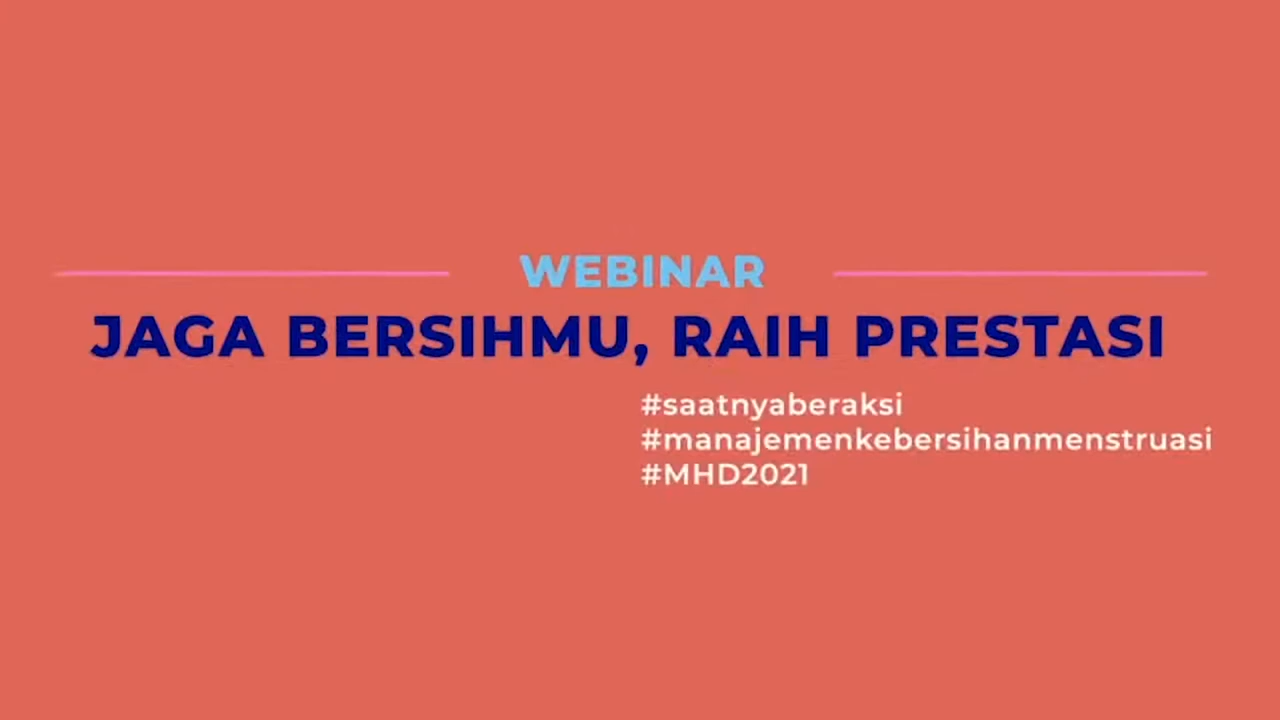 WEBINAR
JAGA BERSIHMU, RAIH PRESTASI
#saatnyaberaksi
#manajemenkebersihanmenstruasi
#MHD2021